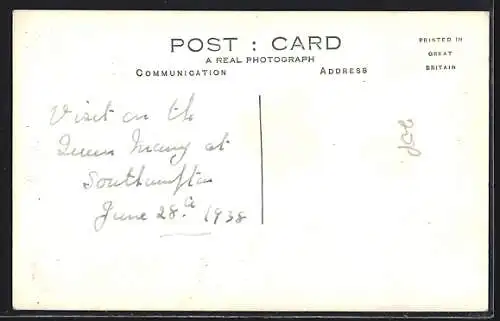 POST : CARD
A REAL PHOTOGRAPH
COMMUNICATION
ADDRESS
PRINTED IN
GREAT
BRITAIN
Visit on the
Queen Mary at
Southampton
June 28. 1938